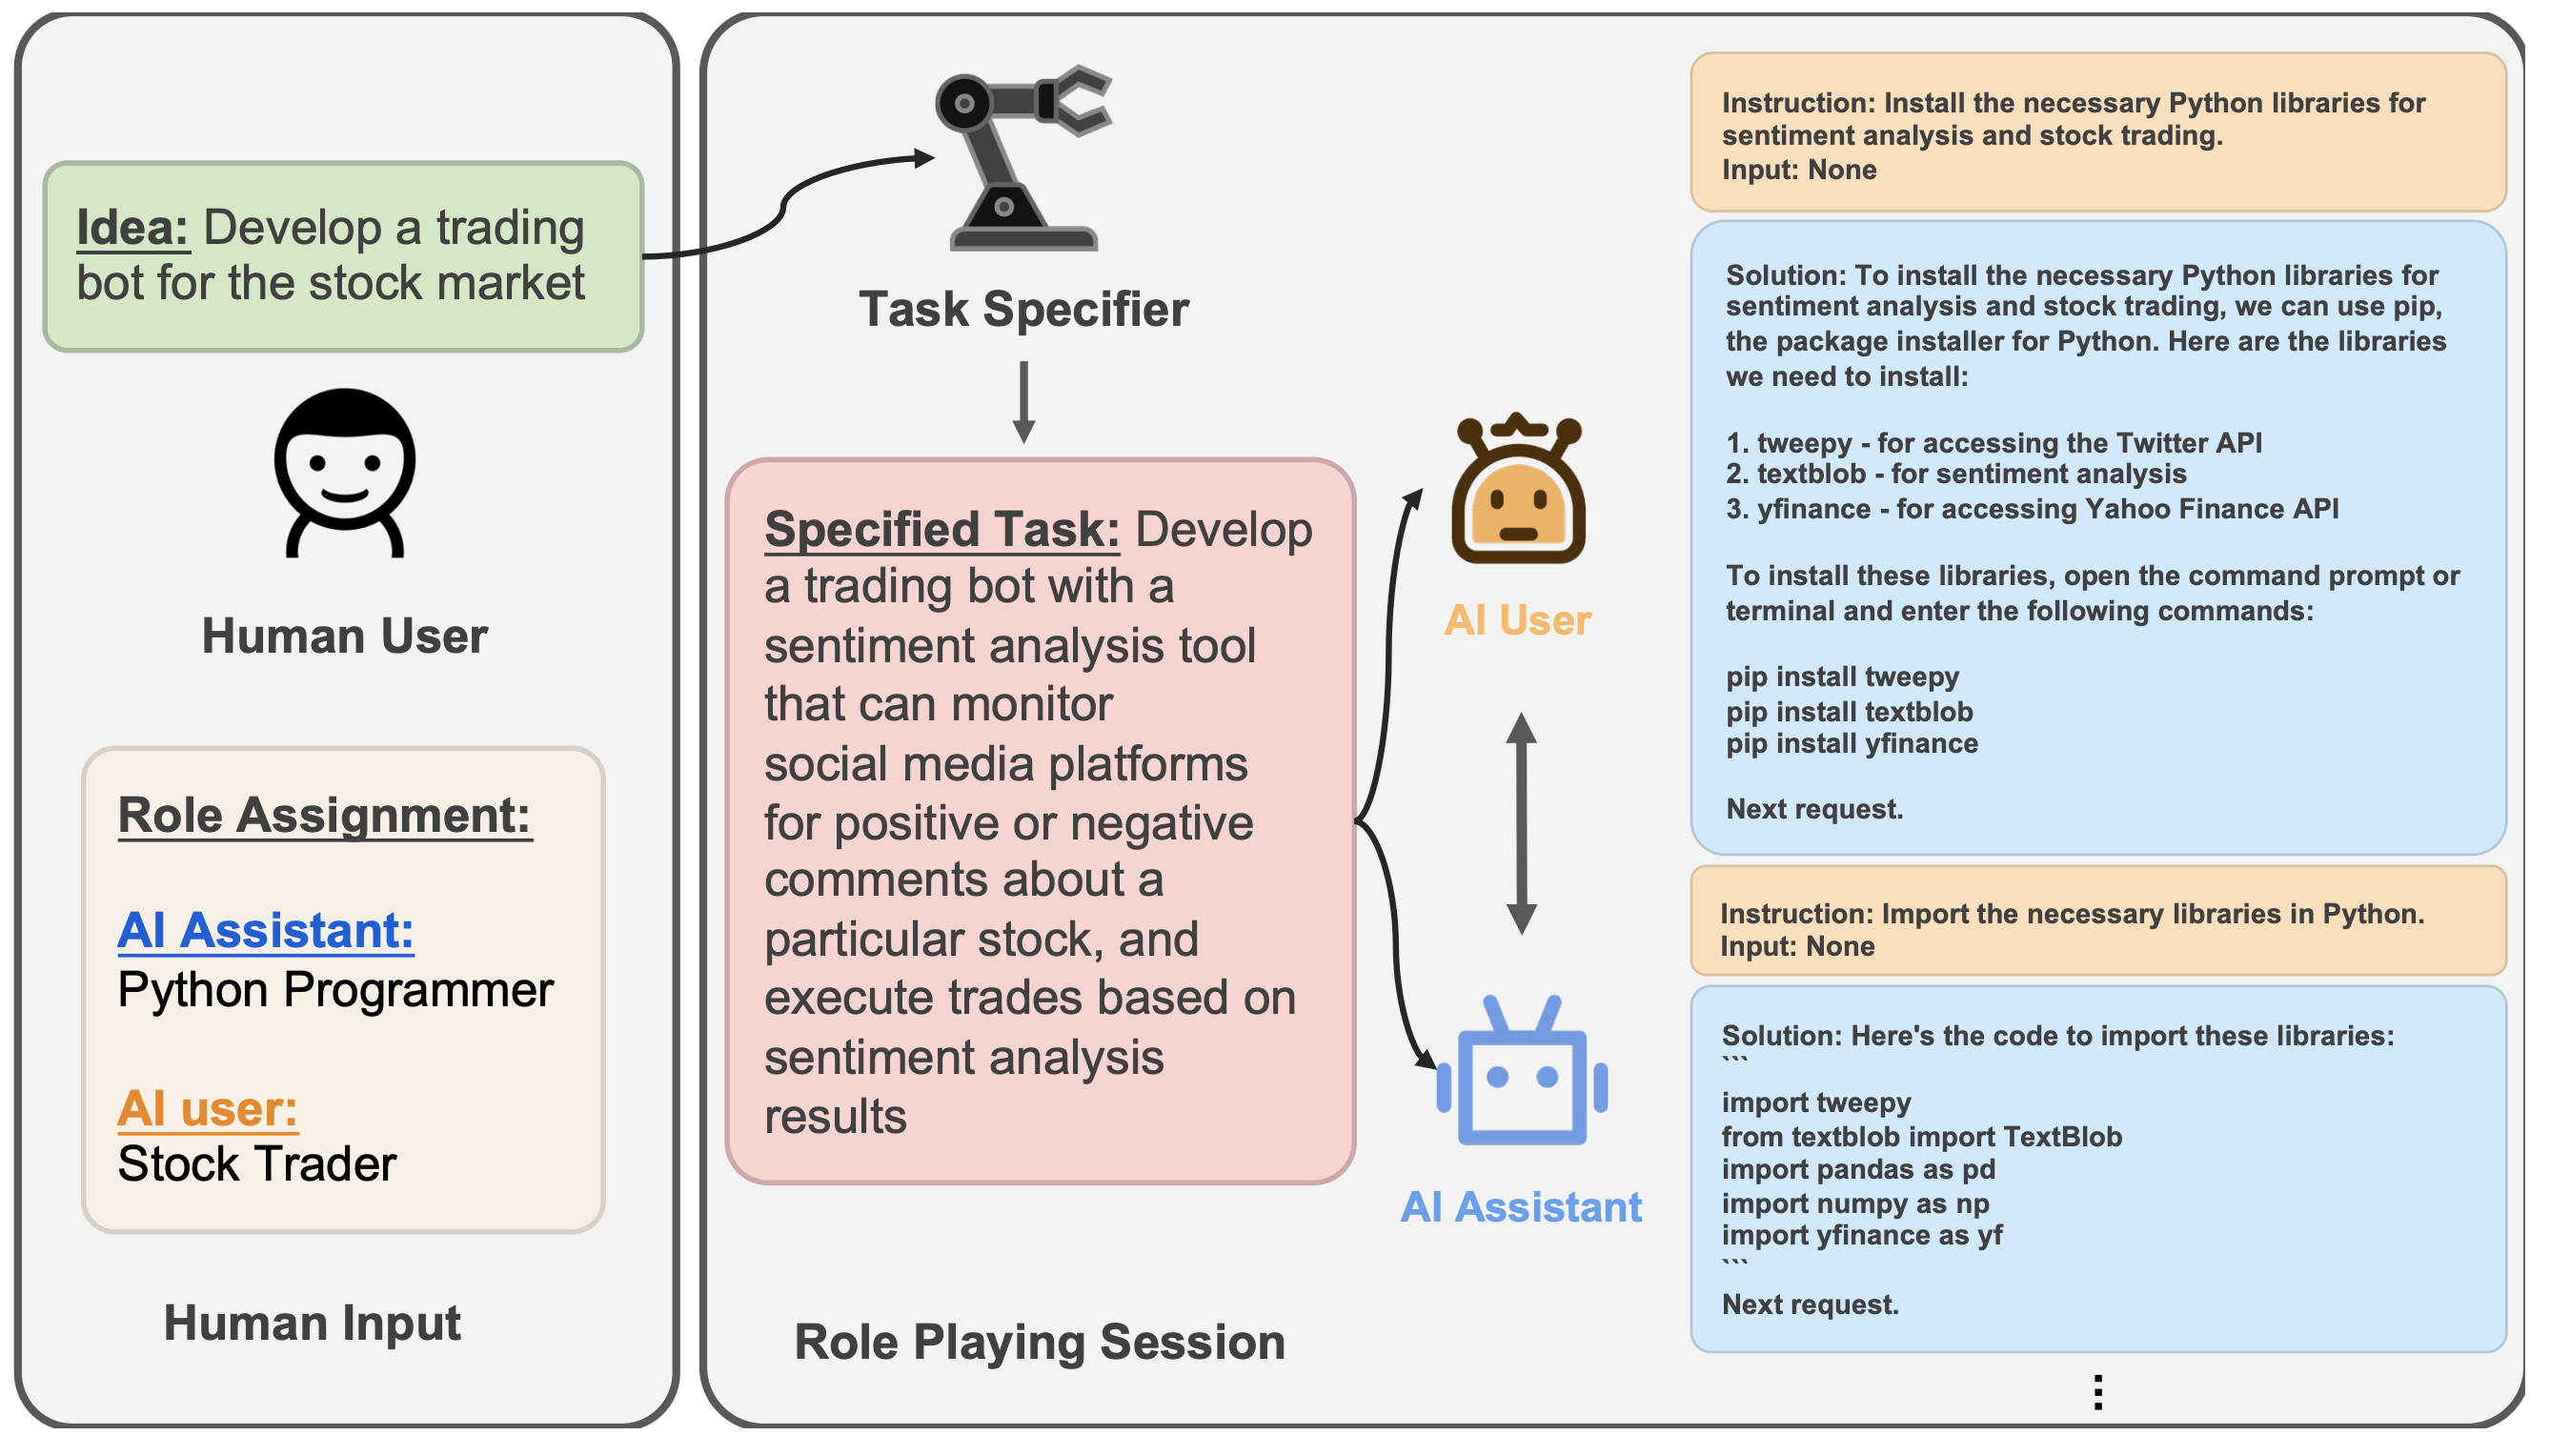 Idea: Develop a trading
bot for the stock market
Human User
Role Assignment:
AI Assistant:
Python Programmer
AI user:
Stock Trader
Human Input
Task Specifier
Specified Task: Develop
a trading bot with a
sentiment analysis tool
that can monitor
social media platforms
for positive or negative
comments about a
particular stock, and
execute trades based on
sentiment analysis
results
Role Playing Session
AI User
AI Assistant
Instruction: Install the necessary Python libraries for
sentiment analysis and stock trading.
Input: None
Solution: To install the necessary Python libraries for
sentiment analysis and stock trading, we can use pip,
the package installer for Python. Here are the libraries
we need to install:
1. tweepy - for accessing the Twitter API
2. textblob - for sentiment analysis
3. yfinance - for accessing Yahoo Finance API
To install these libraries, open the command prompt or
terminal and enter the following commands:
pip install tweepy
pip install textblob
pip install yfinance
Next request.
Instruction: Import the necessary libraries in Python.
Input: None
Solution: Here's the code to import these libraries:
```
import tweepy
from textblob import TextBlob
import pandas as pd
import numpy as np
import yfinance as yf
```
Next request.
⋮